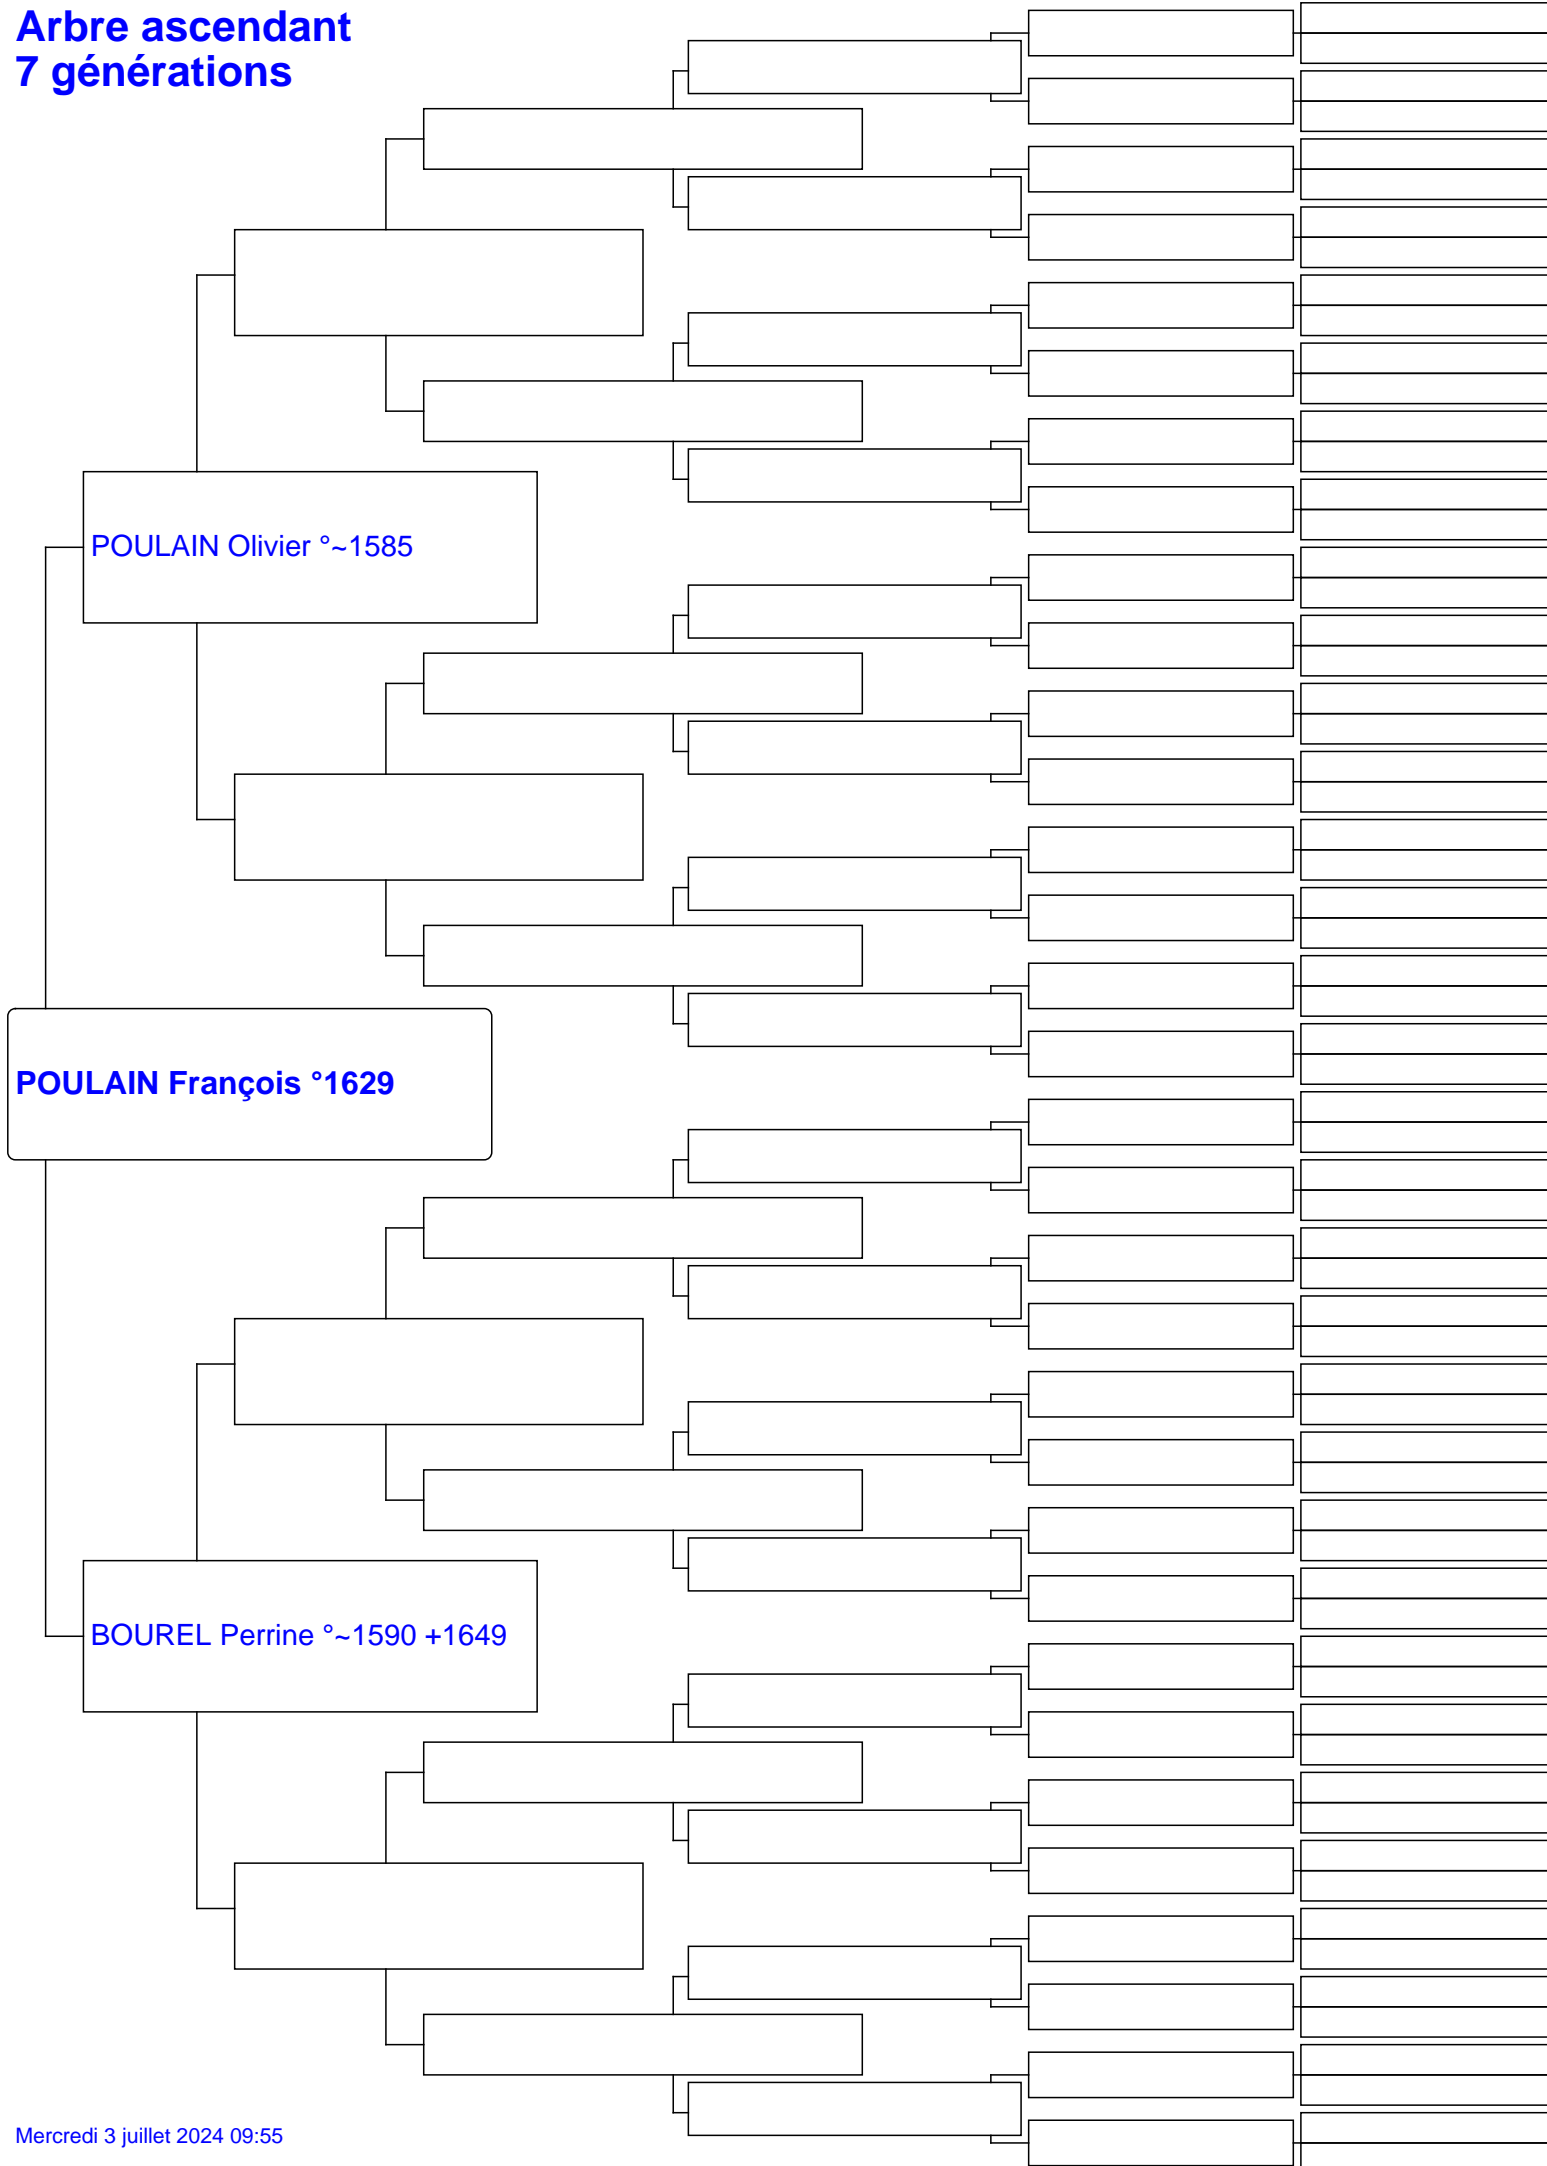 Arbre ascendant
7 générations
POULAIN Olivier °~1585
POULAIN François °1629
BOUREL Perrine °~1590 +1649
Mercredi 3 juillet 2024 09:55